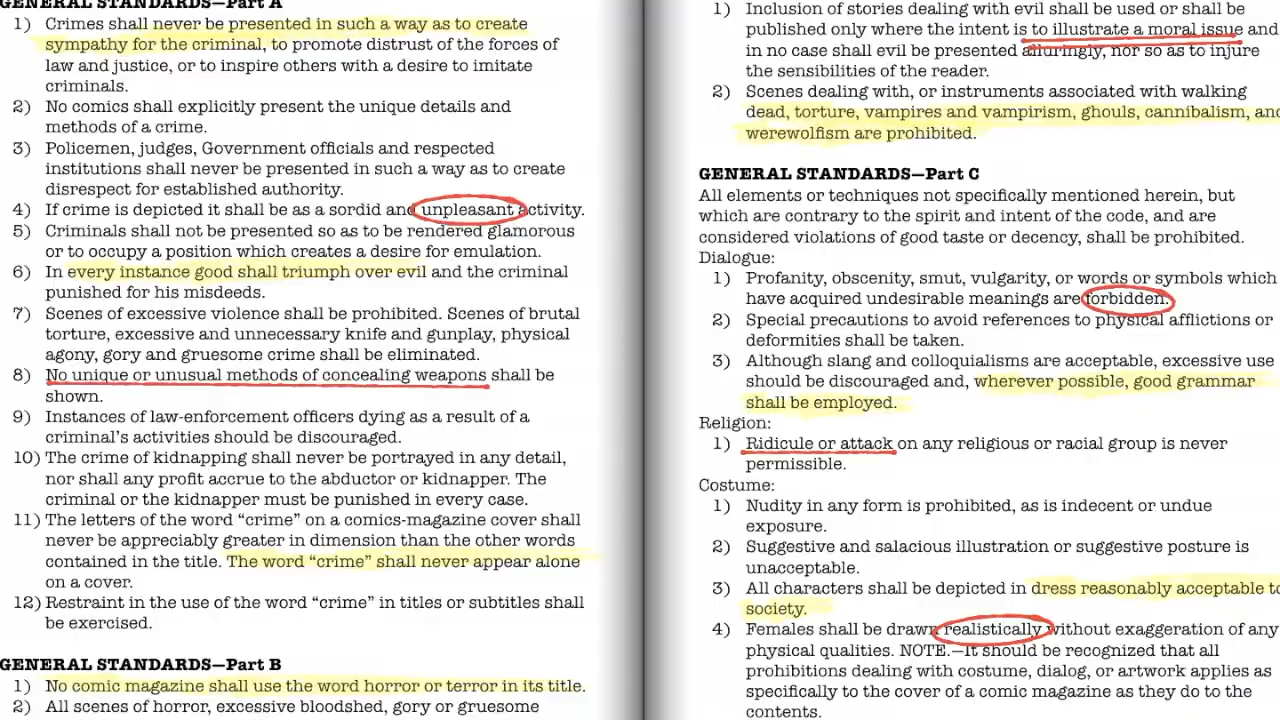 GENERAL STANDARDS—Part A
1) Crimes shall never be presented in such a way as to create
sympathy for the criminal, to promote distrust of the forces of
law and justice, or to inspire others with a desire to imitate
criminals.
2) No comics shall explicitly present the unique details and
methods of a crime.
3) Policemen, judges, Government officials and respected
institutions shall never be presented in such a way as to create
disrespect for established authority.
4) If crime is depicted it shall be as a sordid and unpleasant activity.
5) Criminals shall not be presented so as to be rendered glamorous
or to occupy a position which creates a desire for emulation.
6) In every instance good shall triumph over evil and the criminal
punished for his misdeeds.
7) Scenes of excessive violence shall be prohibited. Scenes of brutal
torture, excessive and unnecessary knife and gunplay, physical
agony, gory and gruesome crime shall be eliminated.
8) No unique or unusual methods of concealing weapons shall be
shown.
9) Instances of law-enforcement officers dying as a result of a
criminal's activities should be discouraged.
10) The crime of kidnapping shall never be portrayed in any detail,
nor shall any profit accrue to the abductor or kidnapper. The
criminal or the kidnapper must be punished in every case.
11) The letters of the word “crime” on a comics-magazine cover shall
never be appreciably greater in dimension than the other words
contained in the title. The word “crime” shall never appear alone
on a cover.
12) Restraint in the use of the word “crime” in titles or subtitles shall
be exercised.
GENERAL STANDARDS—Part B
1) No comic magazine shall use the word horror or terror in its title.
2) All scenes of horror, excessive bloodshed, gory or gruesome
1) Inclusion of stories dealing with evil shall be used or shall be
published only where the intent is to illustrate a moral issue and
in no case shall evil be presented alluringly, nor so as to injure
the sensibilities of the reader.
2) Scenes dealing with, or instruments associated with walking
dead, torture, vampires and vampirism, ghouls, cannibalism, and
werewolfism are prohibited.
GENERAL STANDARDS—Part C
All elements or techniques not specifically mentioned herein, but
which are contrary to the spirit and intent of the code, and are
considered violations of good taste or decency, shall be prohibited.
Dialogue:
1) Profanity, obscenity, smut, vulgarity, or words or symbols which
have acquired undesirable meanings are forbidden.
2) Special precautions to avoid references to physical afflictions or
deformities shall be taken.
3) Although slang and colloquialisms are acceptable, excessive use
should be discouraged and, wherever possible, good grammar
shall be employed.
Religion:
1) Ridicule or attack on any religious or racial group is never
permissible.
Costume:
1) Nudity in any form is prohibited, as is indecent or undue
exposure.
2) Suggestive and salacious illustration or suggestive posture is
unacceptable.
3) All characters shall be depicted in dress reasonably acceptable to
society.
4) Females shall be drawn realistically without exaggeration of any
physical qualities. NOTE.—It should be recognized that all
prohibitions dealing with costume, dialog, or artwork applies as
specifically to the cover of a comic magazine as they do to the
contents.